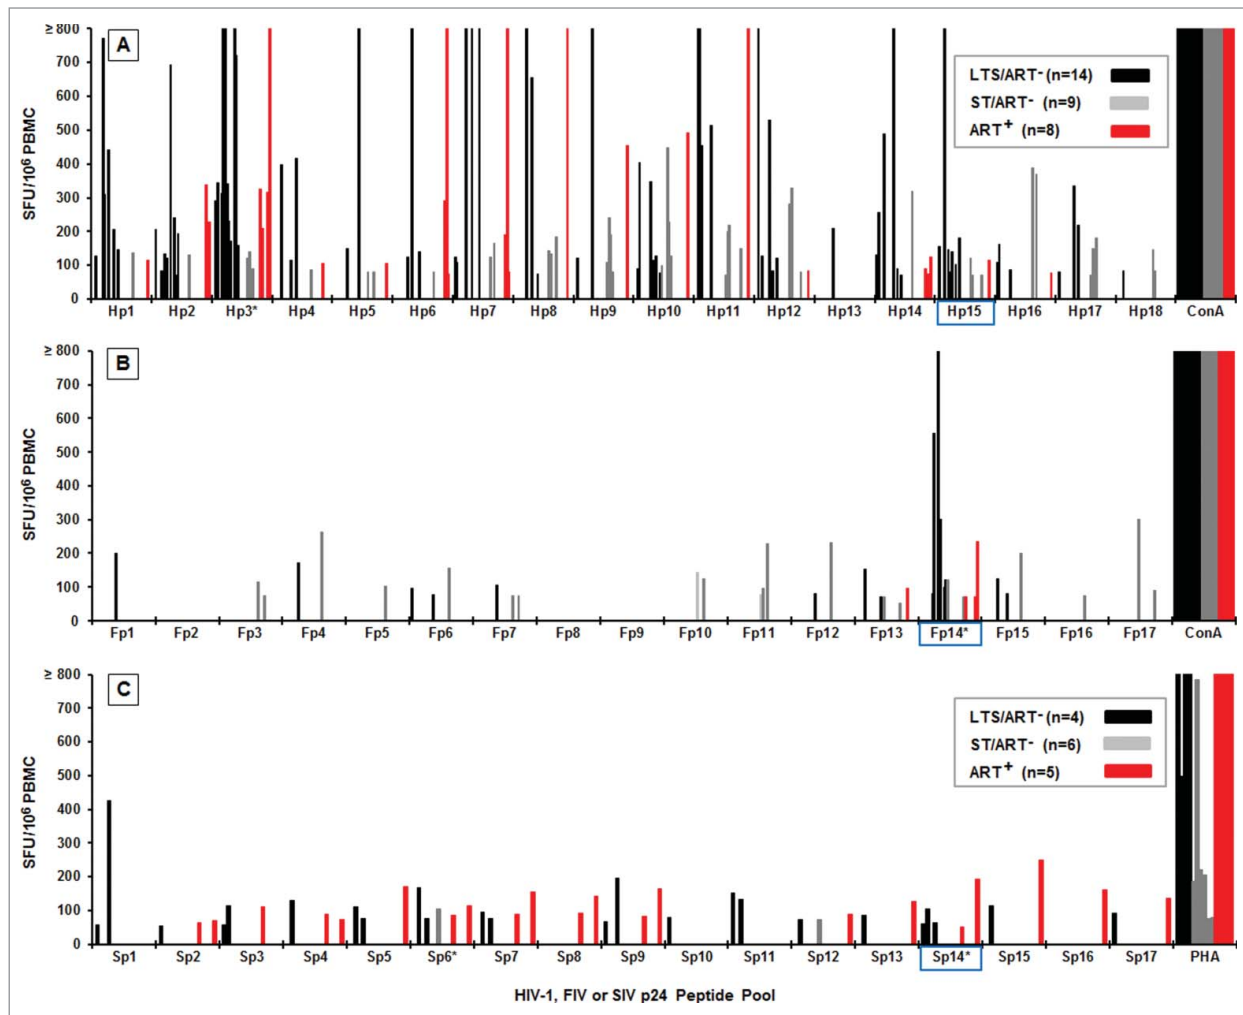 A
SFU/10⁶ PBMC
≥ 800
700
600
500
400
300
200
100
0
LTS/ART⁻ (n=14)
ST/ART⁻ (n=9)
ART⁺ (n=8)
Hp1 Hp2 Hp3* Hp4 Hp5 Hp6 Hp7 Hp8 Hp9 Hp10 Hp11 Hp12 Hp13 Hp14 Hp15 Hp16 Hp17 Hp18 ConA
B
SFU/10⁶ PBMC
≥ 800
700
600
500
400
300
200
100
0
Fp1 Fp2 Fp3 Fp4 Fp5 Fp6 Fp7 Fp8 Fp9 Fp10 Fp11 Fp12 Fp13 Fp14* Fp15 Fp16 Fp17 ConA
C
SFU/10⁶ PBMC
≥ 800
700
600
500
400
300
200
100
0
LTS/ART⁻ (n=4)
ST/ART⁻ (n=6)
ART⁺ (n=5)
Sp1 Sp2 Sp3 Sp4 Sp5 Sp6* Sp7 Sp8 Sp9 Sp10 Sp11 Sp12 Sp13 Sp14* Sp15 Sp16 Sp17 PHA
HIV-1, FIV or SIV p24 Peptide Pool